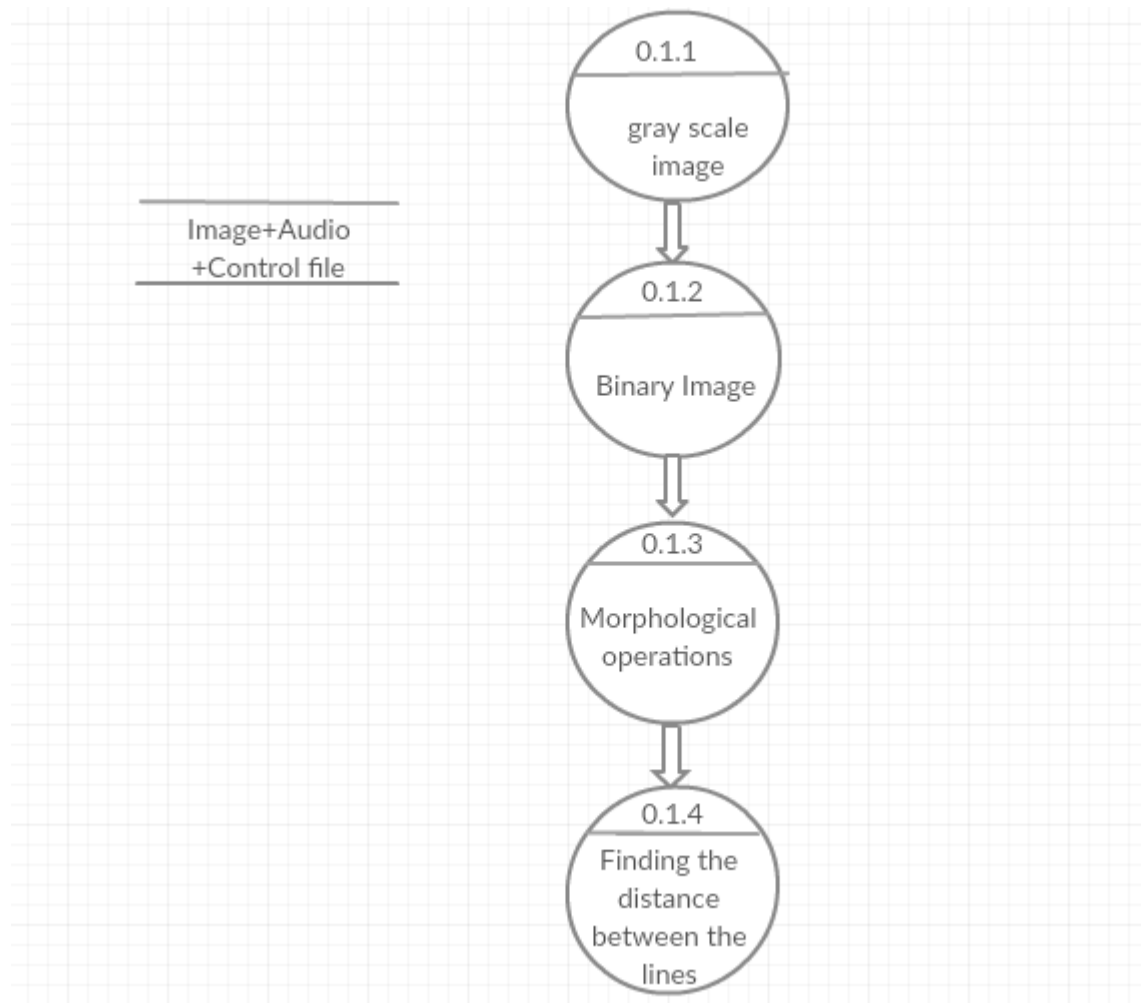 0.1.1
gray scale
image
Image+Audio
+Control file
0.1.2
Binary Image
0.1.3
Morphological
operations
0.1.4
Finding the
distance
between the
lines